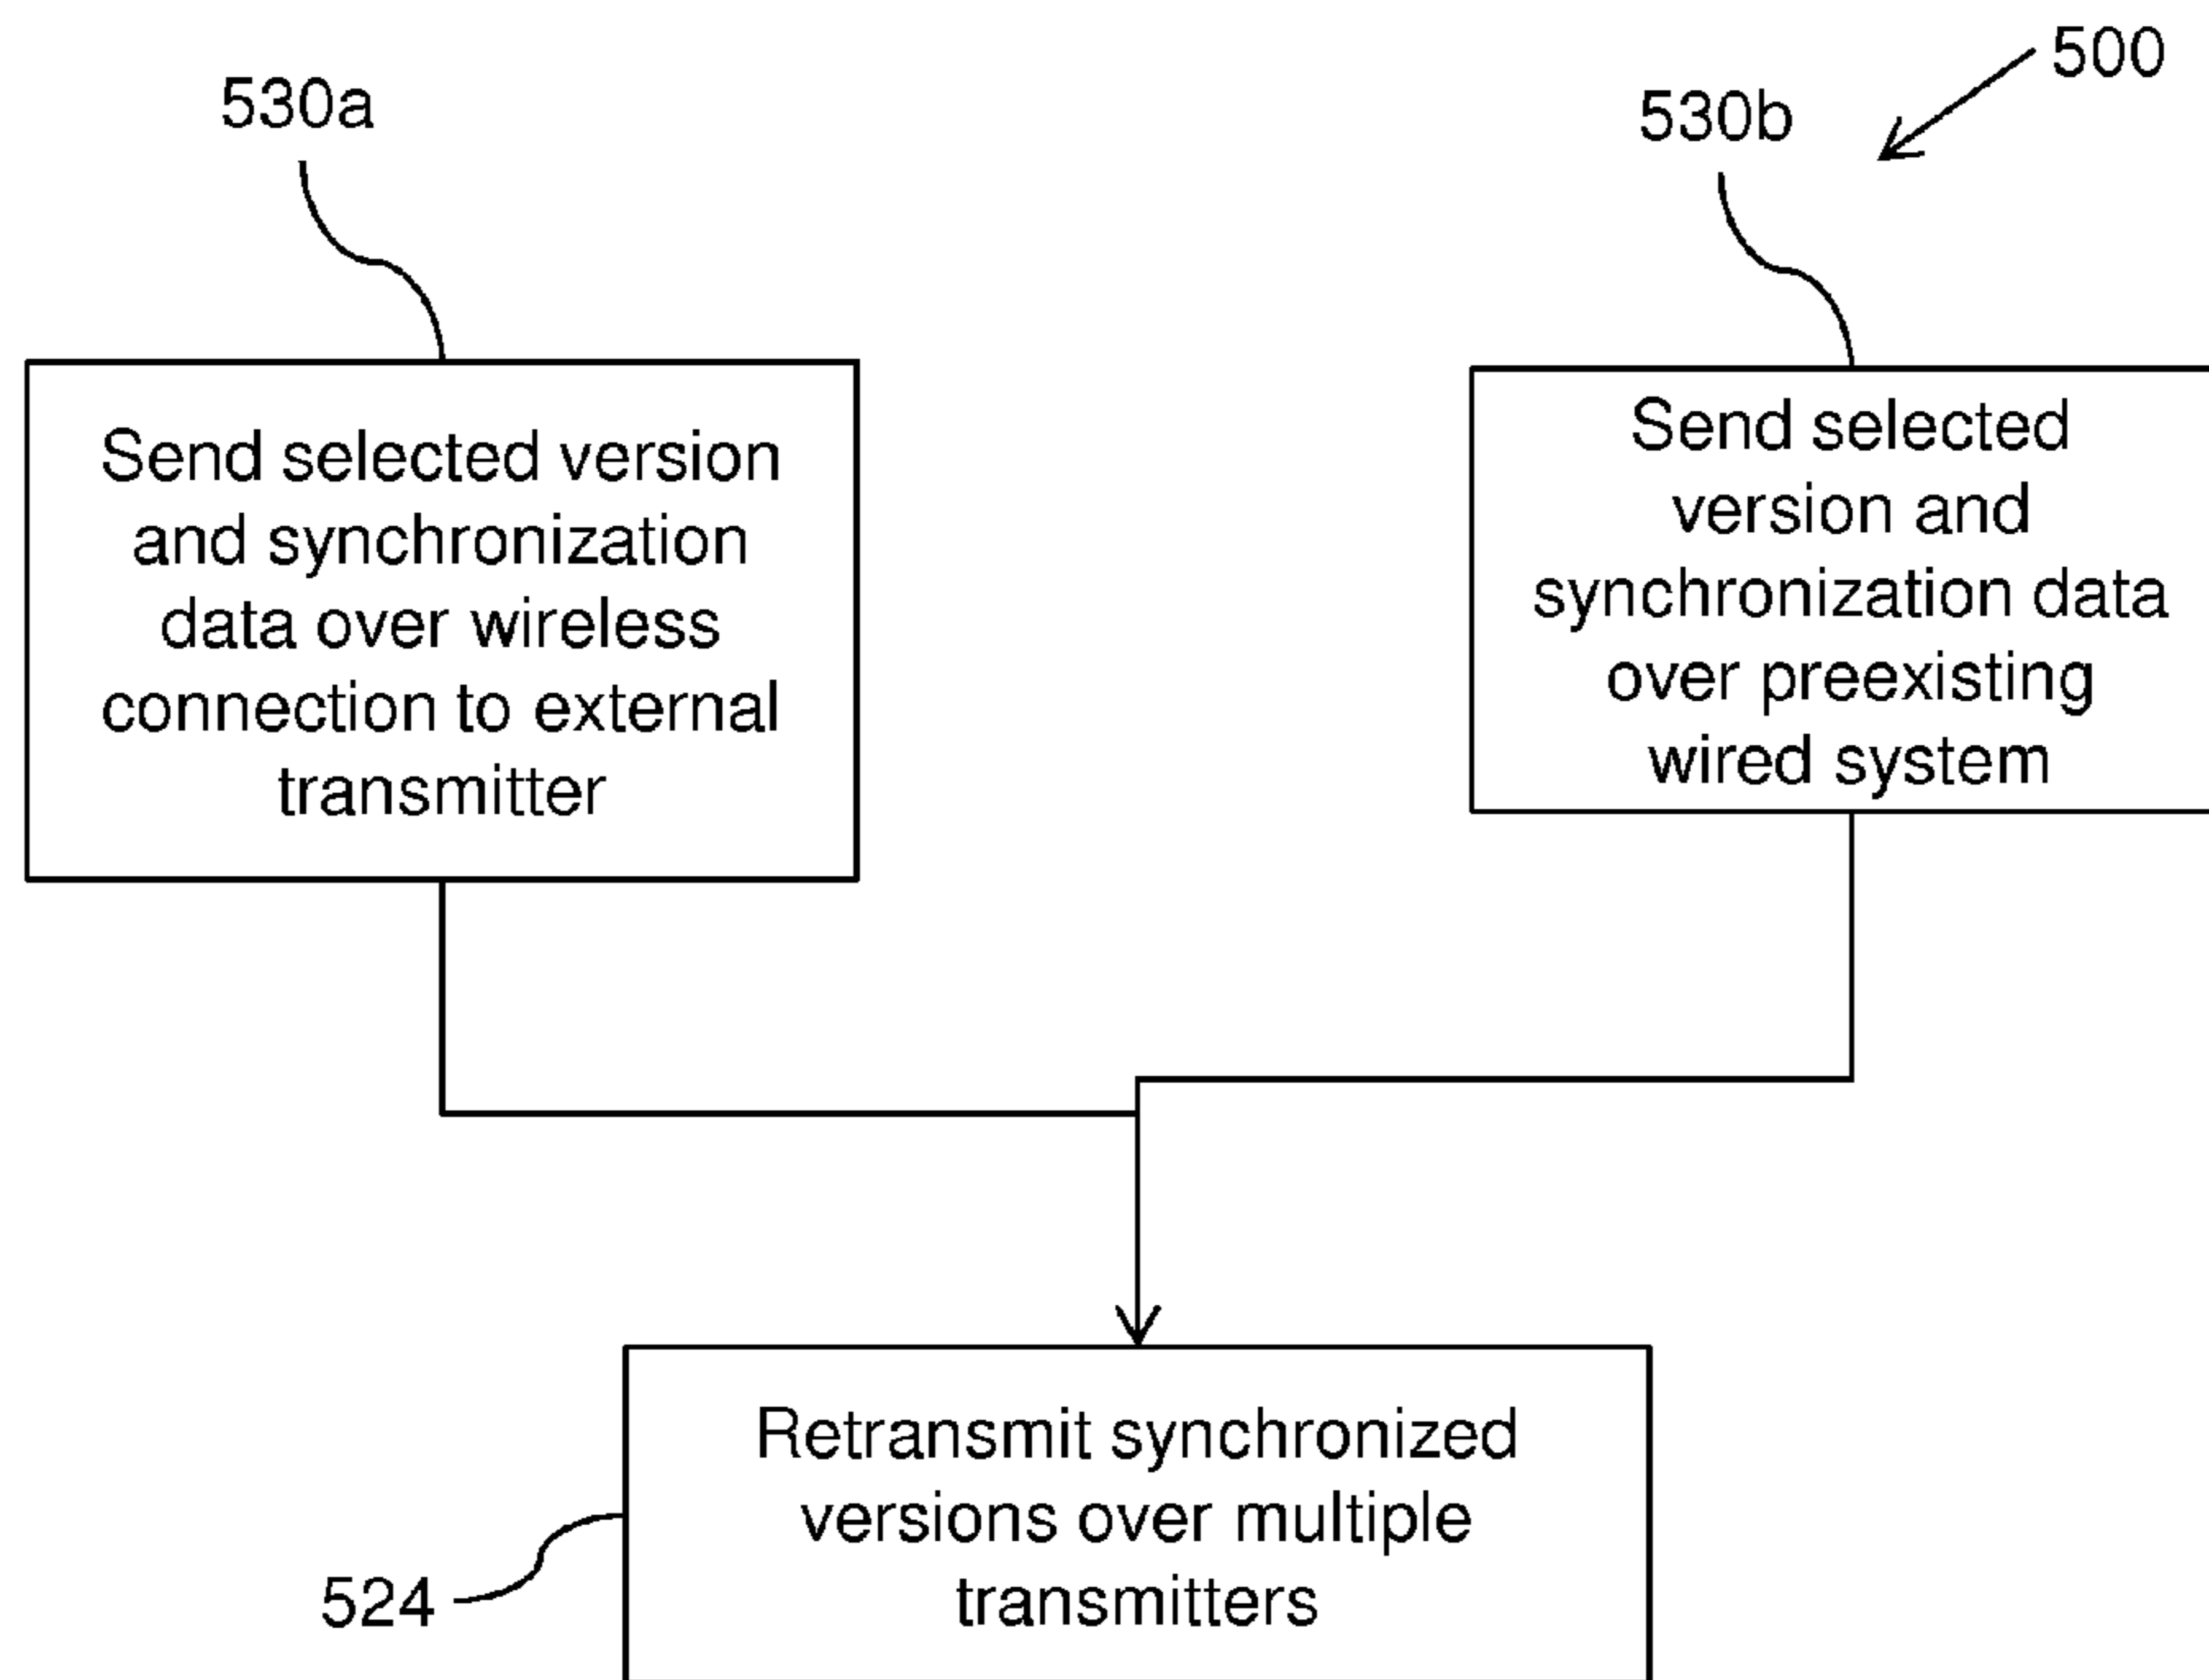 500
530a
530b
Send selected version
and synchronization
data over wireless
connection to external
transmitter
Send selected
version and
synchronization data
over preexisting
wired system
Retransmit synchronized
versions over multiple
transmitters
524